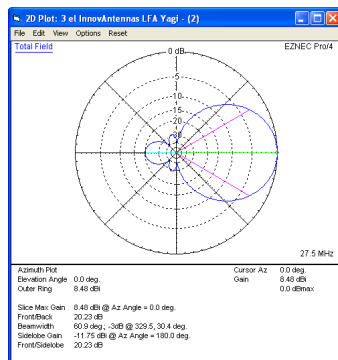 2D Plot: 3 el InnovAntennas LFA Yagi - (2)
File Edit View Options Reset
Total Field
EZNEC Pro/4
0 dB
-5
-10
-15
-20
-30
27.5 MHz
Azimuth Plot
Elevation Angle 0.0 deg.
Outer Ring 8.48 dBi
Cursor Az 0.0 deg.
Gain 8.48 dBi
0.0 dBmax
Slice Max Gain 8.48 dBi @ Az Angle = 0.0 deg.
Front/Back 20.23 dB
Beamwidth 60.9 deg.; -3dB @ 329.5, 30.4 deg.
Sidelobe Gain -11.75 dBi @ Az Angle = 180.0 deg.
Front/Sidelobe 20.23 dB